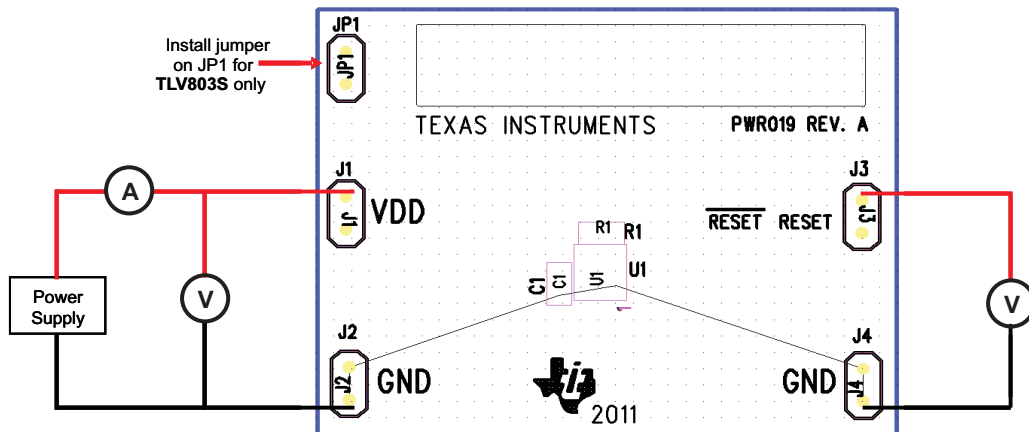 JP1
Install jumper
on JP1 for
TLV803S only
JP1
TEXAS INSTRUMENTS
PWR019 REV. A
J1
J3
A
J1
VDD
RESET RESET
J3
R1
R1
C1
C1
U1
U1
1
Power
Supply
V
V
J2
J4
J2
GND
GND
J4
2011